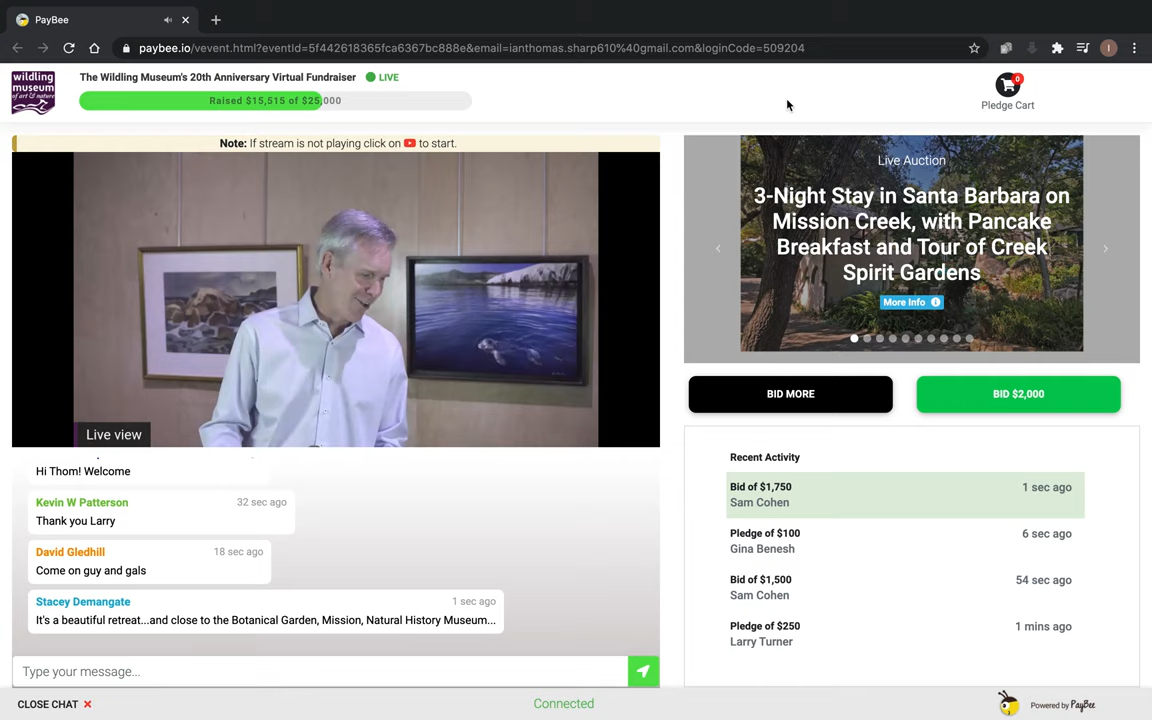 PayBee
paybee.io/vevent.html?eventId=5f442618365fca6367bc888e&email=ianthomas.sharp610%40gmail.com&loginCode=509204
I
wildling
museum
of art & nature
The Wildling Museum's 20th Anniversary Virtual Fundraiser
LIVE
Raised $15,515 of $25,000
0
Pledge Cart
Note: If stream is not playing click on to start.
Live view
Hi Thom! Welcome
Kevin W Patterson 32 sec ago
Thank you Larry
David Gledhill 18 sec ago
Come on guy and gals
Stacey Demangate 1 sec ago
It's a beautiful retreat...and close to the Botanical Garden, Mission, Natural History Museum...
Type your message...
Live Auction
3-Night Stay in Santa Barbara on
Mission Creek, with Pancake
Breakfast and Tour of Creek
Spirit Gardens
More Info
BID MORE
BID $2,000
Recent Activity
Bid of $1,750 1 sec ago
Sam Cohen
Pledge of $100 6 sec ago
Gina Benesh
Bid of $1,500 54 sec ago
Sam Cohen
Pledge of $250 1 mins ago
Larry Turner
CLOSE CHAT ×
Connected
Powered by PayBee